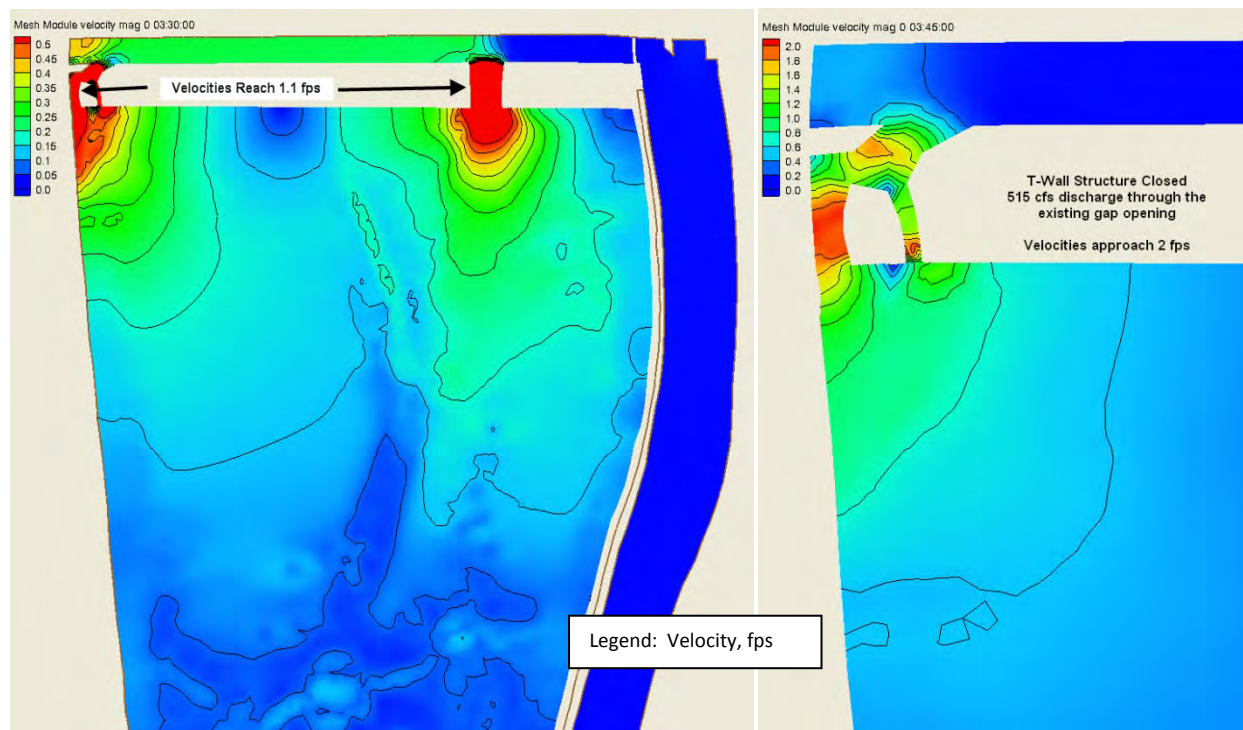 Mesh Module velocity mag 0 03:30:00
0.5
0.45
0.4
0.35
0.3
0.25
0.2
0.15
0.1
0.05
0.0
Velocities Reach 1.1 fps
Mesh Module velocity mag 0 03:45:00
2.0
1.8
1.6
1.4
1.2
1.0
0.8
0.6
0.4
0.2
0.0
T-Wall Structure Closed
515 cfs discharge through the
existing gap opening
Velocities approach 2 fps
Legend: Velocity, fps